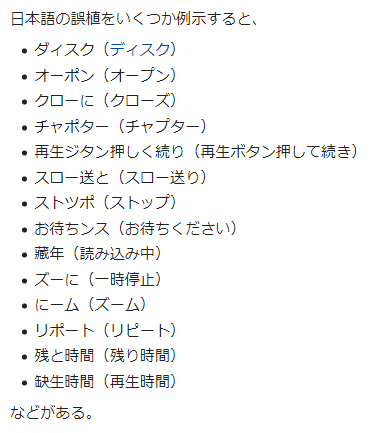 日本語の誤植をいくつか例示すると、
• ダィスク（ディスク）
• オーポン（オープン）
• クローに（クローズ）
• チャポター（チャプター）
• 再生ジタン押しく続り（再生ボタン押して続き）
• スロー送と（スロー送り）
• ストツポ（ストップ）
• お待ちンス（お待ちください）
• 藏年（読み込み中）
• ズーに（一時停止）
• にーム（ズーム）
• リポート（リピート）
• 残と時間（残り時間）
• 缺生時間（再生時間）
などがある。